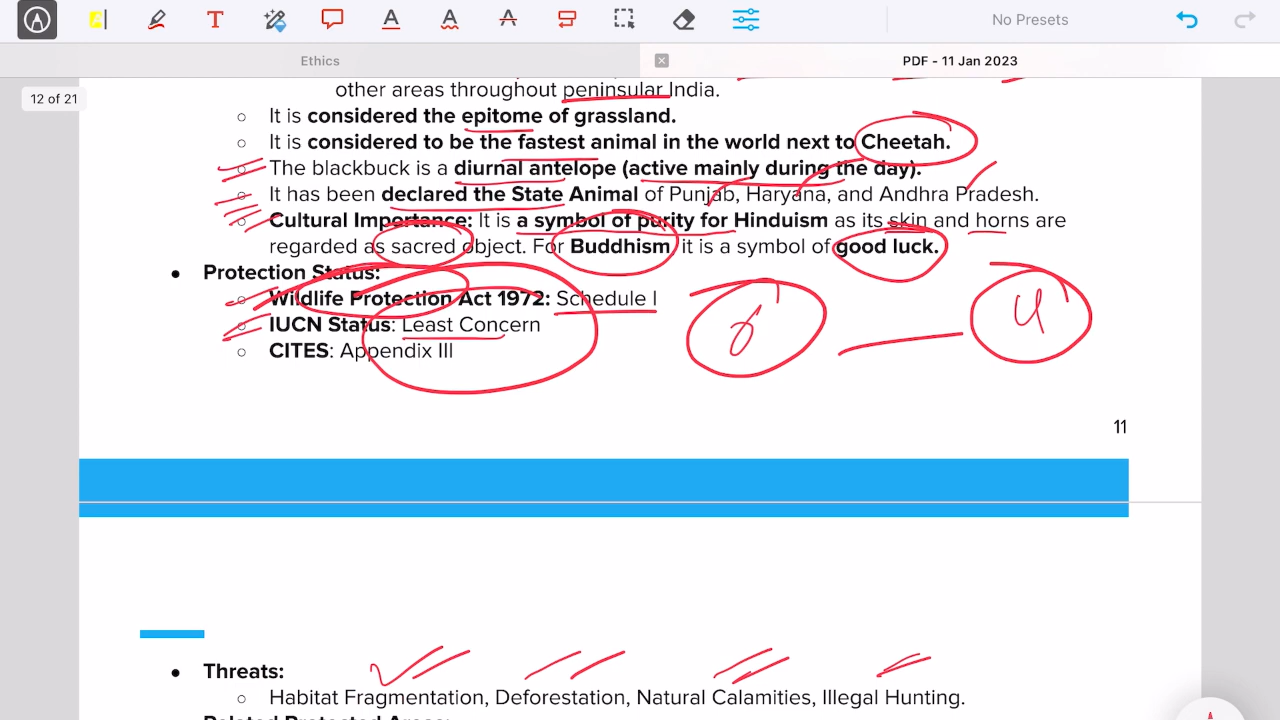 No Presets
Ethics
PDF - 11 Jan 2023
12 of 21
other areas throughout peninsular India.
It is considered the epitome of grassland.
It is considered to be the fastest animal in the world next to Cheetah.
The blackbuck is a diurnal antelope (active mainly during the day).
It has been declared the State Animal of Punjab, Haryana, and Andhra Pradesh.
Cultural Importance: It is a symbol of purity for Hinduism as its skin and horns are
regarded as sacred object. For Buddhism it is a symbol of good luck.
Protection Status:
Wildlife Protection Act 1972: Schedule I
IUCN Status: Least Concern
CITES: Appendix III
4
11
Threats:
Habitat Fragmentation, Deforestation, Natural Calamities, Illegal Hunting.